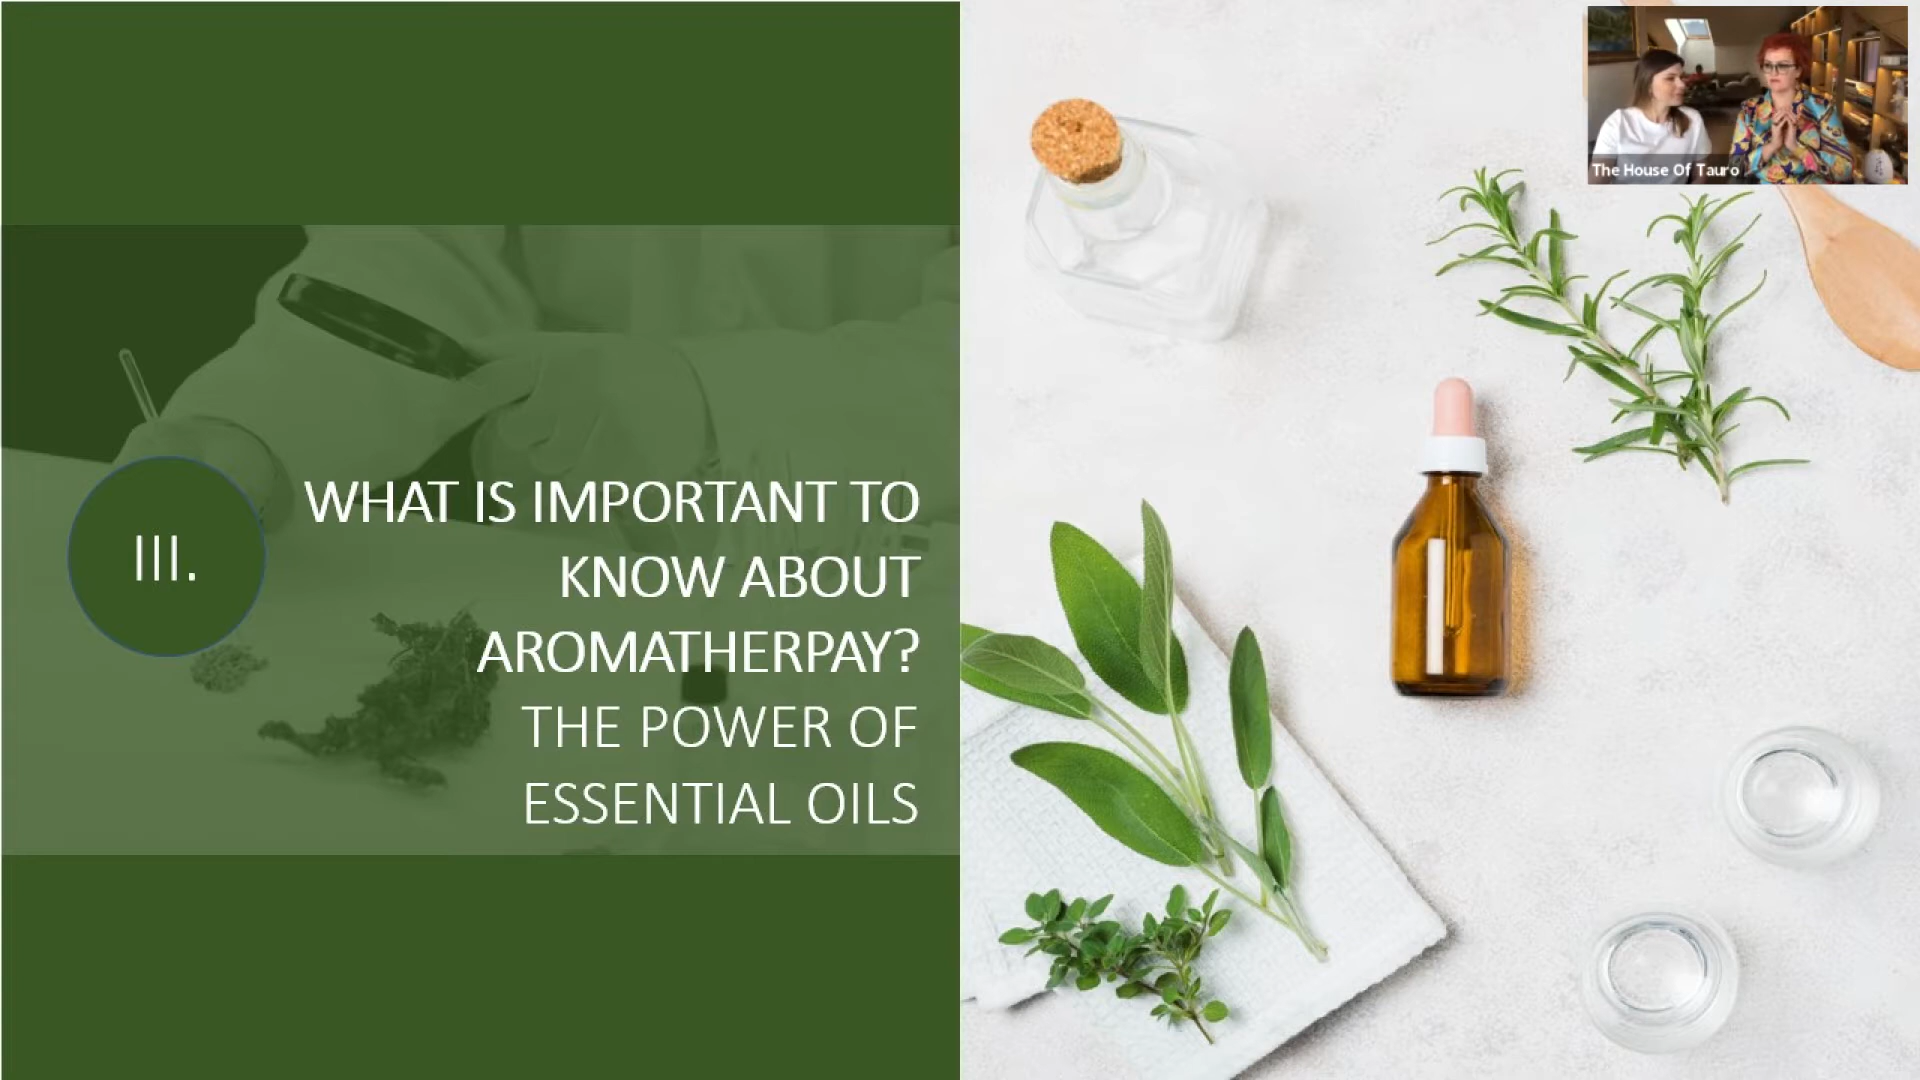 The House Of Tauro
III.
WHAT IS IMPORTANT TO
KNOW ABOUT
AROMATHERPAY?
THE POWER OF
ESSENTIAL OILS